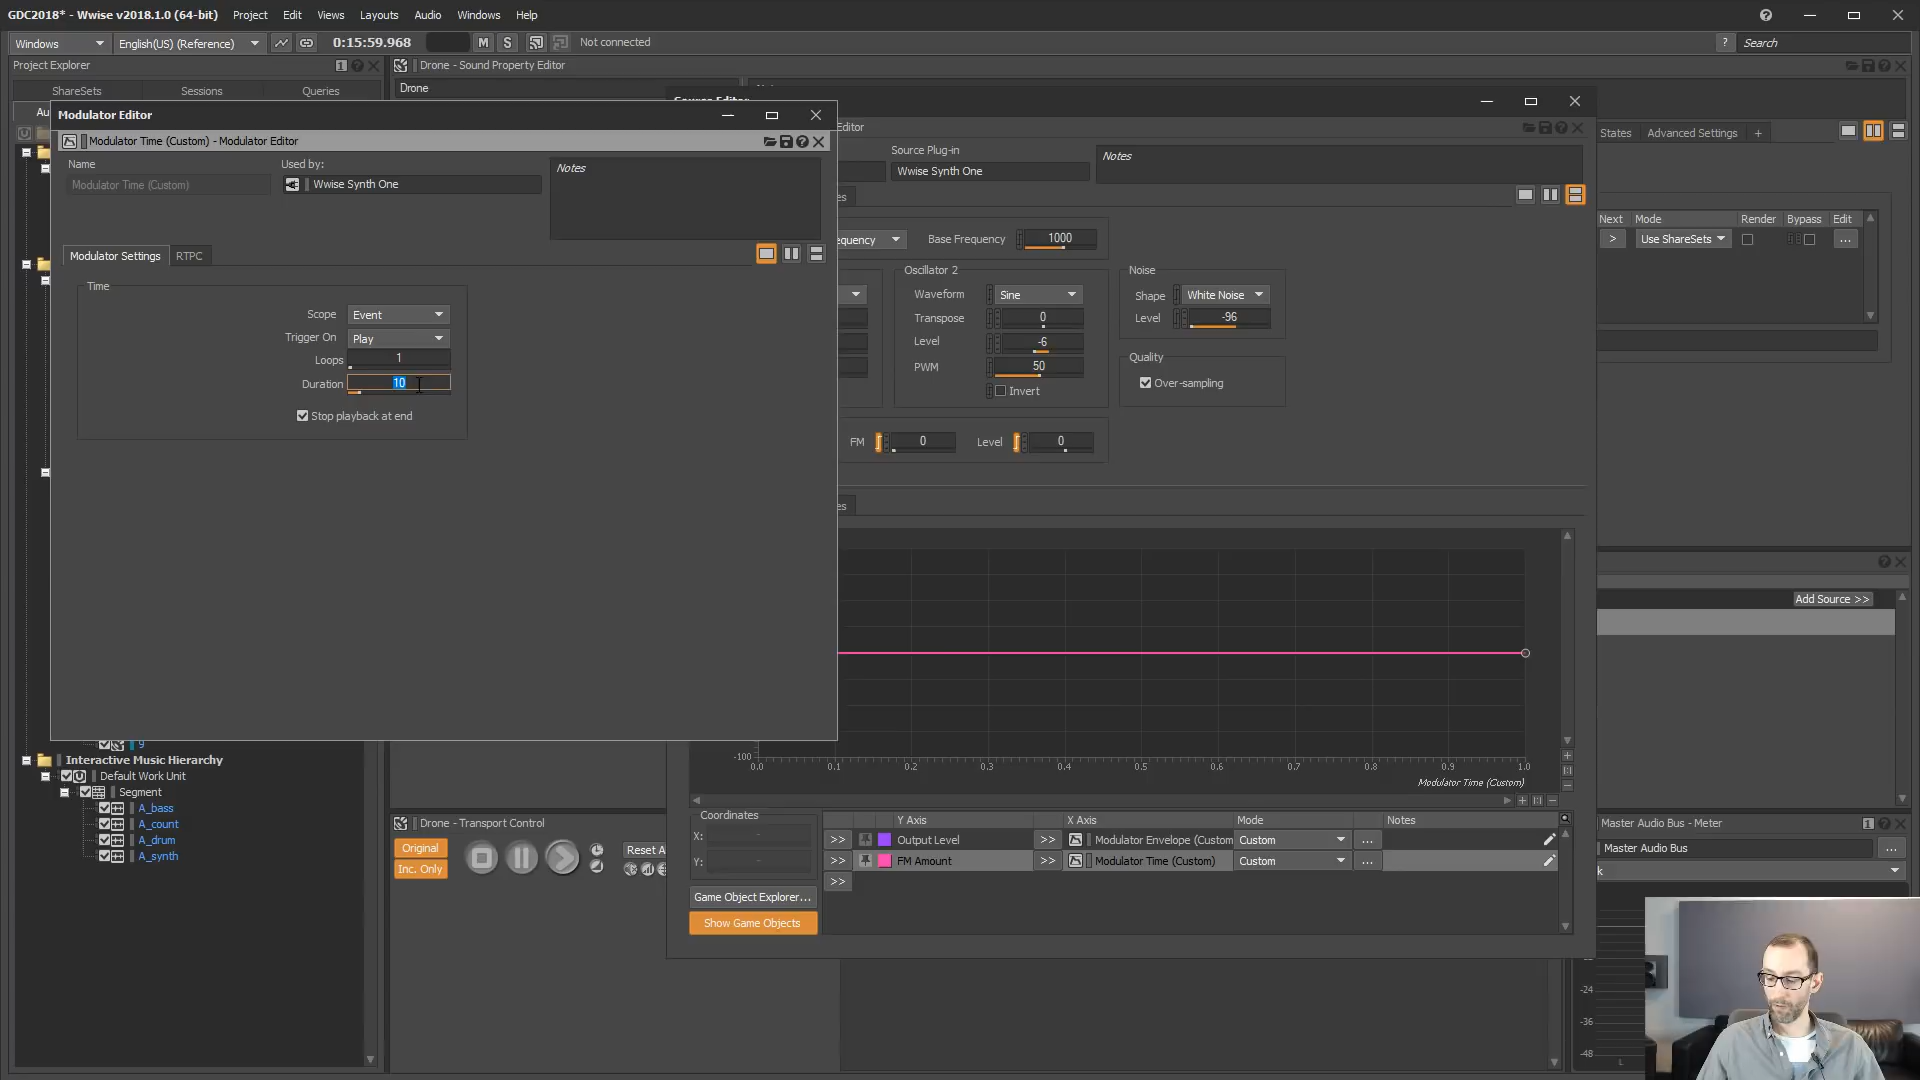 GDC2018* - Wwise v2018.1.0 (64-bit) Project Edit Views Layouts Audio Windows Help
Windows English(US) (Reference) 0:15:59.968 M S Not connected ? Search
Project Explorer 1
Drone - Sound Property Editor
ShareSets Sessions Queries
Drone
Au
Modulator Editor
Modulator Time (Custom) - Modulator Editor
Name
Modulator Time (Custom)
Used by:
Wwise Synth One
Notes
Modulator Settings RTPC
Time
Scope Event
Trigger On Play
Loops 1
Duration 10
Stop playback at end
Editor
Source Plug-in
Wwise Synth One
Notes
es
equency Base Frequency 1000
Oscillator 2
Waveform Sine
Transpose 0
Level -6
PWM 50
Invert
Noise
Shape White Noise
Level -96
Quality
Over-sampling
FM 0 Level 0
es
States Advanced Settings +
Next Mode Render Bypass Edit
> Use ShareSets ...
Add Source >>
-100
0.0 0.1 0.2 0.3 0.4 0.5 0.6 0.7 0.8 0.9 1.0
Modulator Time (Custom)
Coordinates
X: -
Y: -
Y Axis X Axis Mode Notes
>> Output Level >> Modulator Envelope (Custom Custom ...
>> FM Amount >> Modulator Time (Custom) Custom ...
>>
Game Object Explorer...
Show Game Objects
9
Interactive Music Hierarchy
Default Work Unit
Segment
A_bass
A_count
A_drum
A_synth
Drone - Transport Control
Original
Inc. Only
Reset A
Master Audio Bus - Meter 1
Master Audio Bus ...
k
-24
-36
-48
L